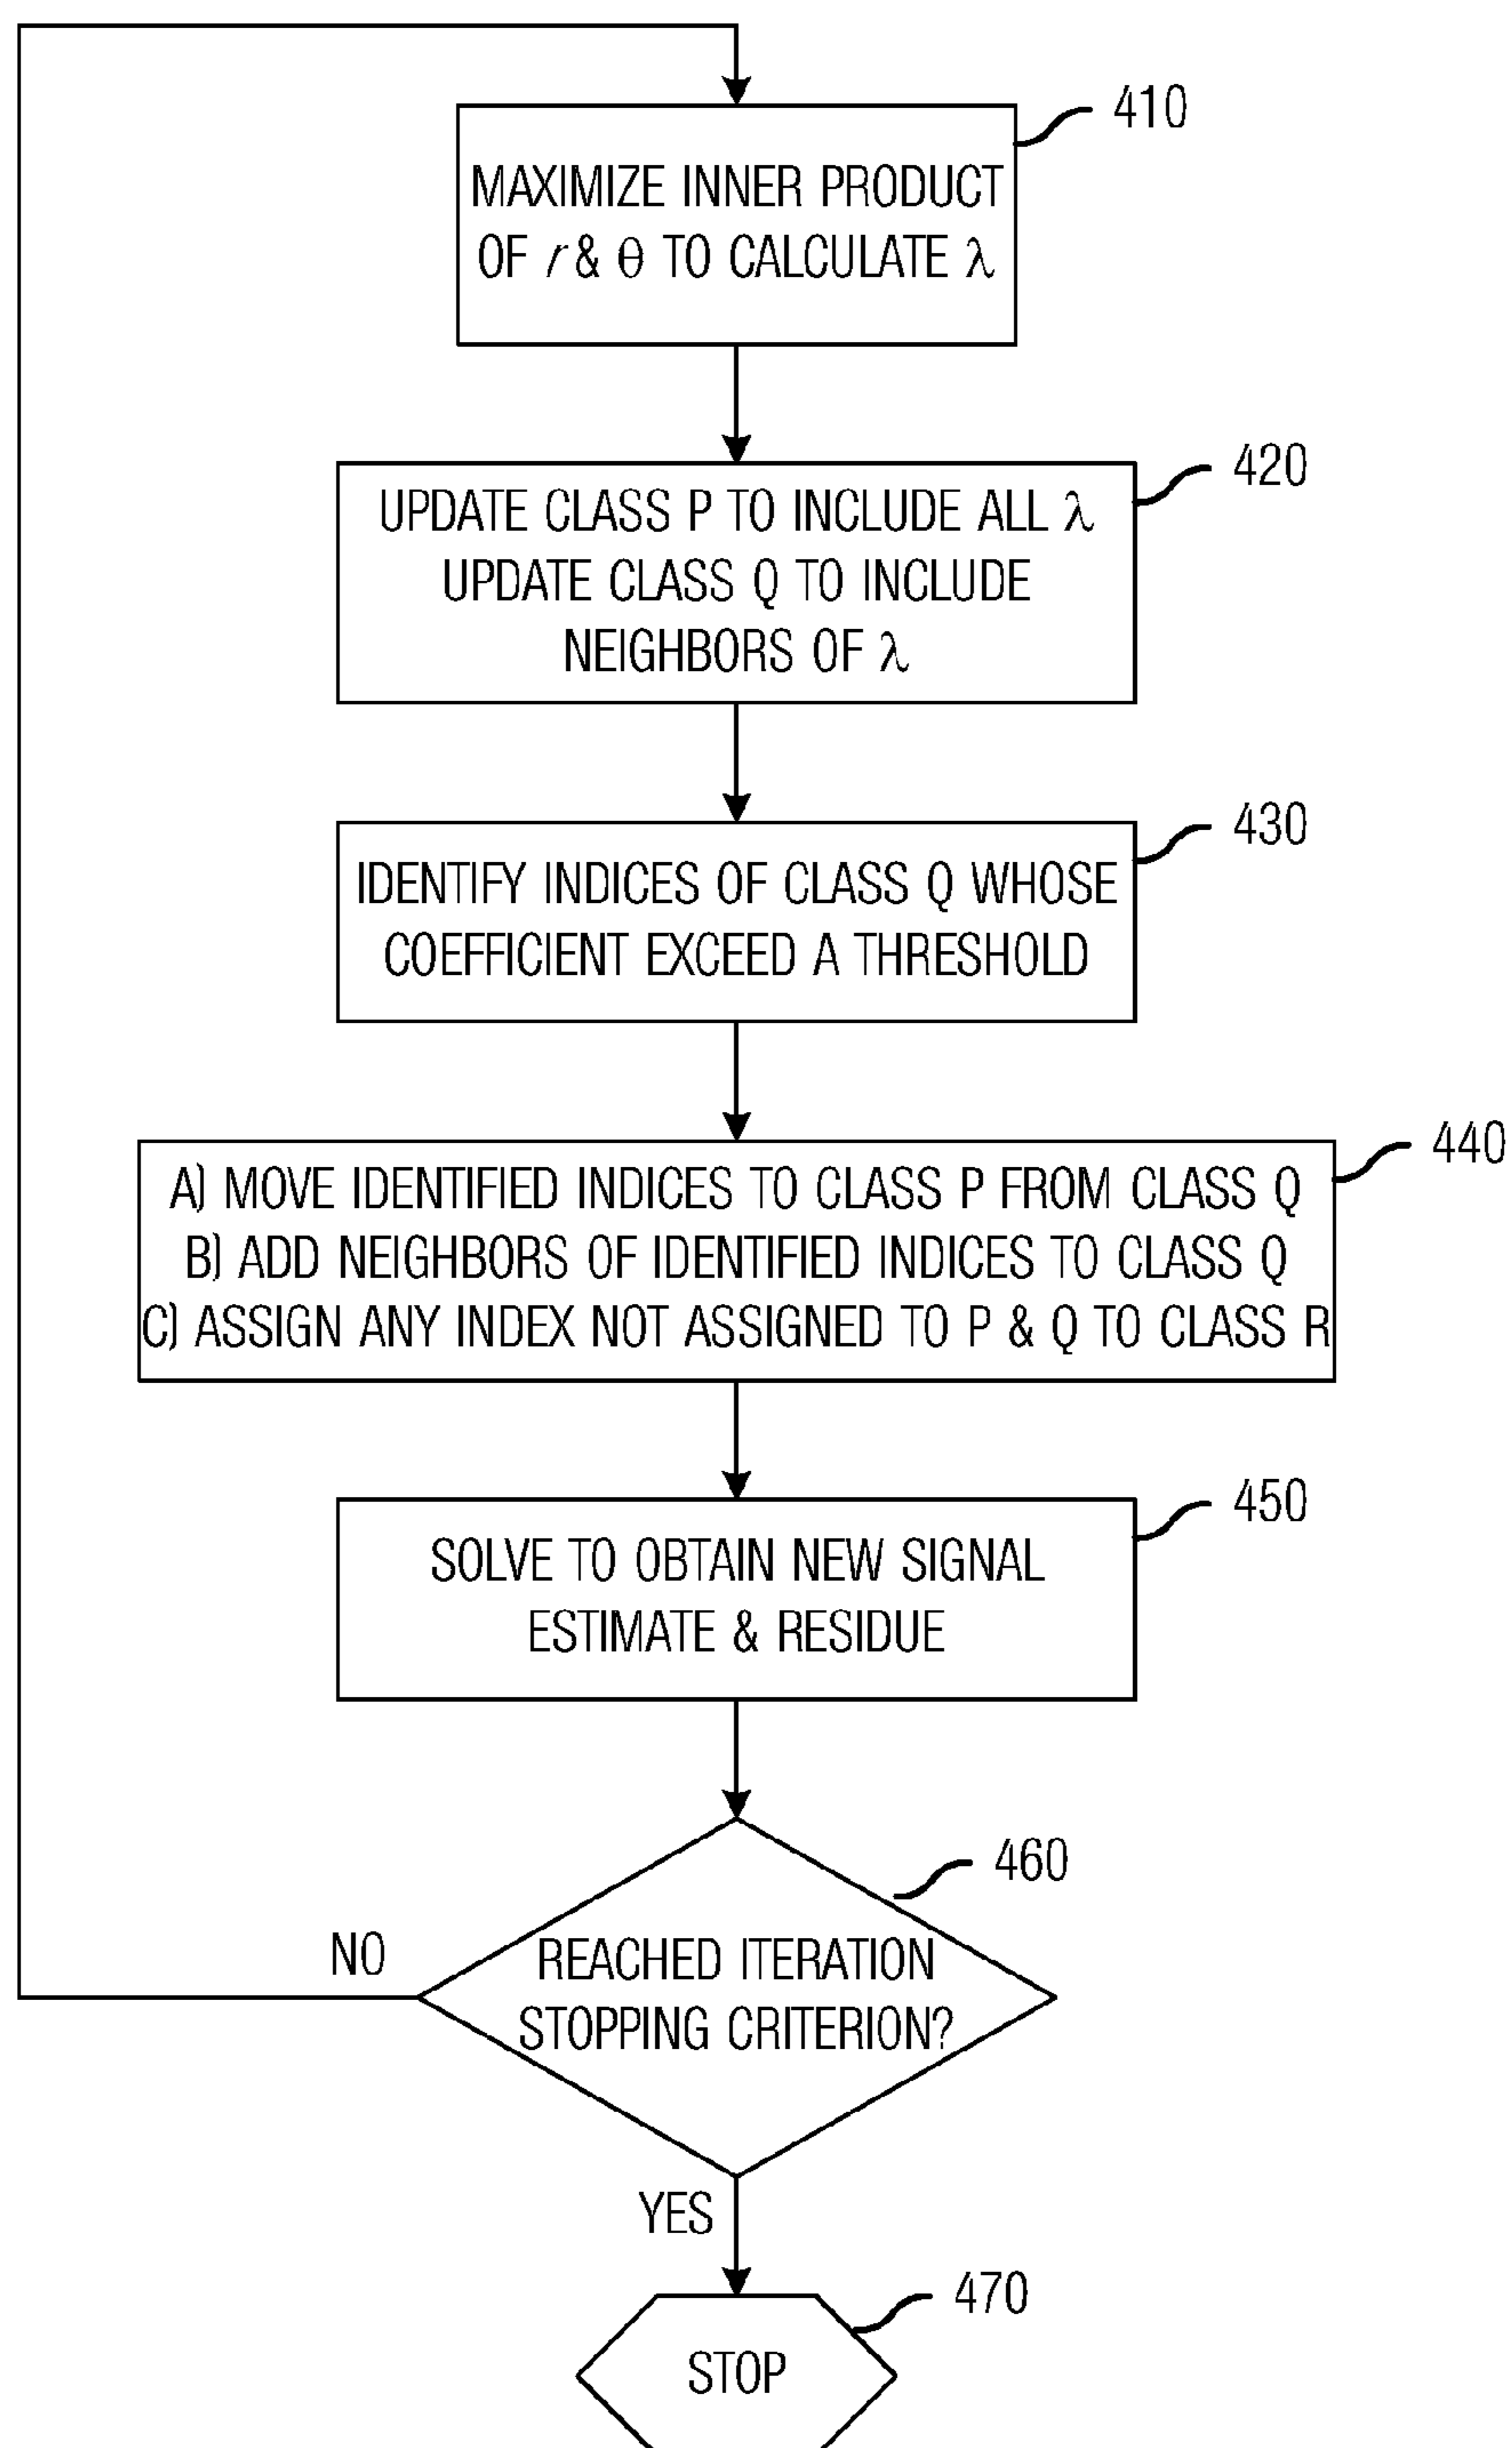 410
MAXIMIZE INNER PRODUCT
OF r & θ TO CALCULATE λ
420
UPDATE CLASS P TO INCLUDE ALL λ
UPDATE CLASS Q TO INCLUDE
NEIGHBORS OF λ
430
IDENTIFY INDICES OF CLASS Q WHOSE
COEFFICIENT EXCEED A THRESHOLD
440
A) MOVE IDENTIFIED INDICES TO CLASS P FROM CLASS Q
B) ADD NEIGHBORS OF IDENTIFIED INDICES TO CLASS Q
C) ASSIGN ANY INDEX NOT ASSIGNED TO P & Q TO CLASS R
450
SOLVE TO OBTAIN NEW SIGNAL
ESTIMATE & RESIDUE
460
NO
REACHED ITERATION
STOPPING CRITERION?
YES
470
STOP